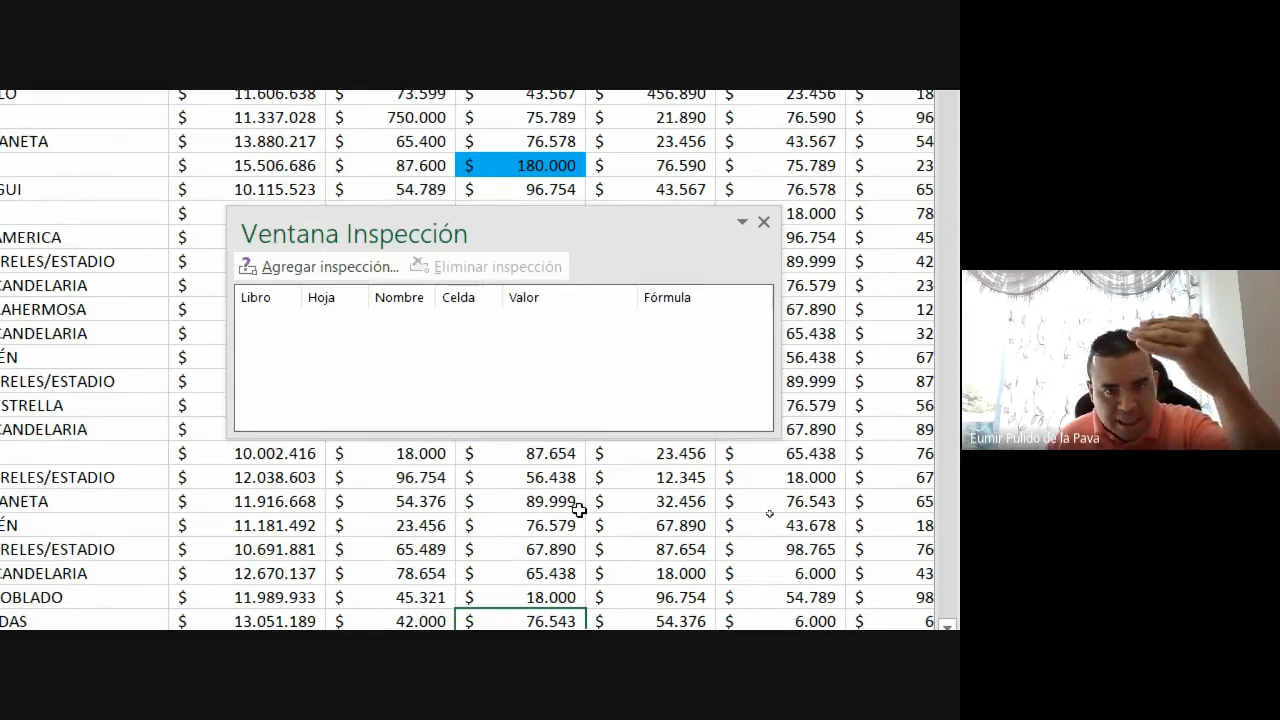 LO $ 11.606.638 $ 73.599 $ 43.567 $ 456.890 $ 23.456 $ 18
$ 11.337.028 $ 750.000 $ 75.789 $ 21.890 $ 76.590 $ 96
ANETA $ 13.880.217 $ 65.400 $ 76.578 $ 23.456 $ 43.567 $ 54
$ 15.506.686 $ 87.600 $ 180.000 $ 76.590 $ 75.789 $ 23
GUI $ 10.115.523 $ 54.789 $ 96.754 $ 43.567 $ 76.578 $ 65
$ 18.000 $ 78
AMERICA $ 96.754 $ 45
RELES/ESTADIO $ 89.999 $ 42
CANDELARIA $ 76.579 $ 23
AHERMOSA $ 67.890 $ 12
CANDELARIA $ 65.438 $ 32
ÉN $ 56.438 $ 67
RELES/ESTADIO $ 89.999 $ 87
STRELLA $ 76.579 $ 56
CANDELARIA $ 67.890 $ 89
Ventana Inspección
Agregar inspección... Eliminar inspección
Libro Hoja Nombre Celda Valor Fórmula
$ 10.002.416 $ 18.000 $ 87.654 $ 23.456 $ 65.438 $ 76
RELES/ESTADIO $ 12.038.603 $ 96.754 $ 56.438 $ 12.345 $ 18.000 $ 67
ANETA $ 11.916.668 $ 54.376 $ 89.999 $ 32.456 $ 76.543 $ 65
ÉN $ 11.181.492 $ 23.456 $ 76.579 $ 67.890 $ 43.678 $ 18
RELES/ESTADIO $ 10.691.881 $ 65.489 $ 67.890 $ 87.654 $ 98.765 $ 76
CANDELARIA $ 12.670.137 $ 78.654 $ 65.438 $ 18.000 $ 6.000 $ 43
OBLADO $ 11.989.933 $ 45.321 $ 18.000 $ 96.754 $ 54.789 $ 98
DAS $ 13.051.189 $ 42.000 $ 76.543 $ 54.376 $ 6.000 $ 6
Eumir Pulido de la Pava